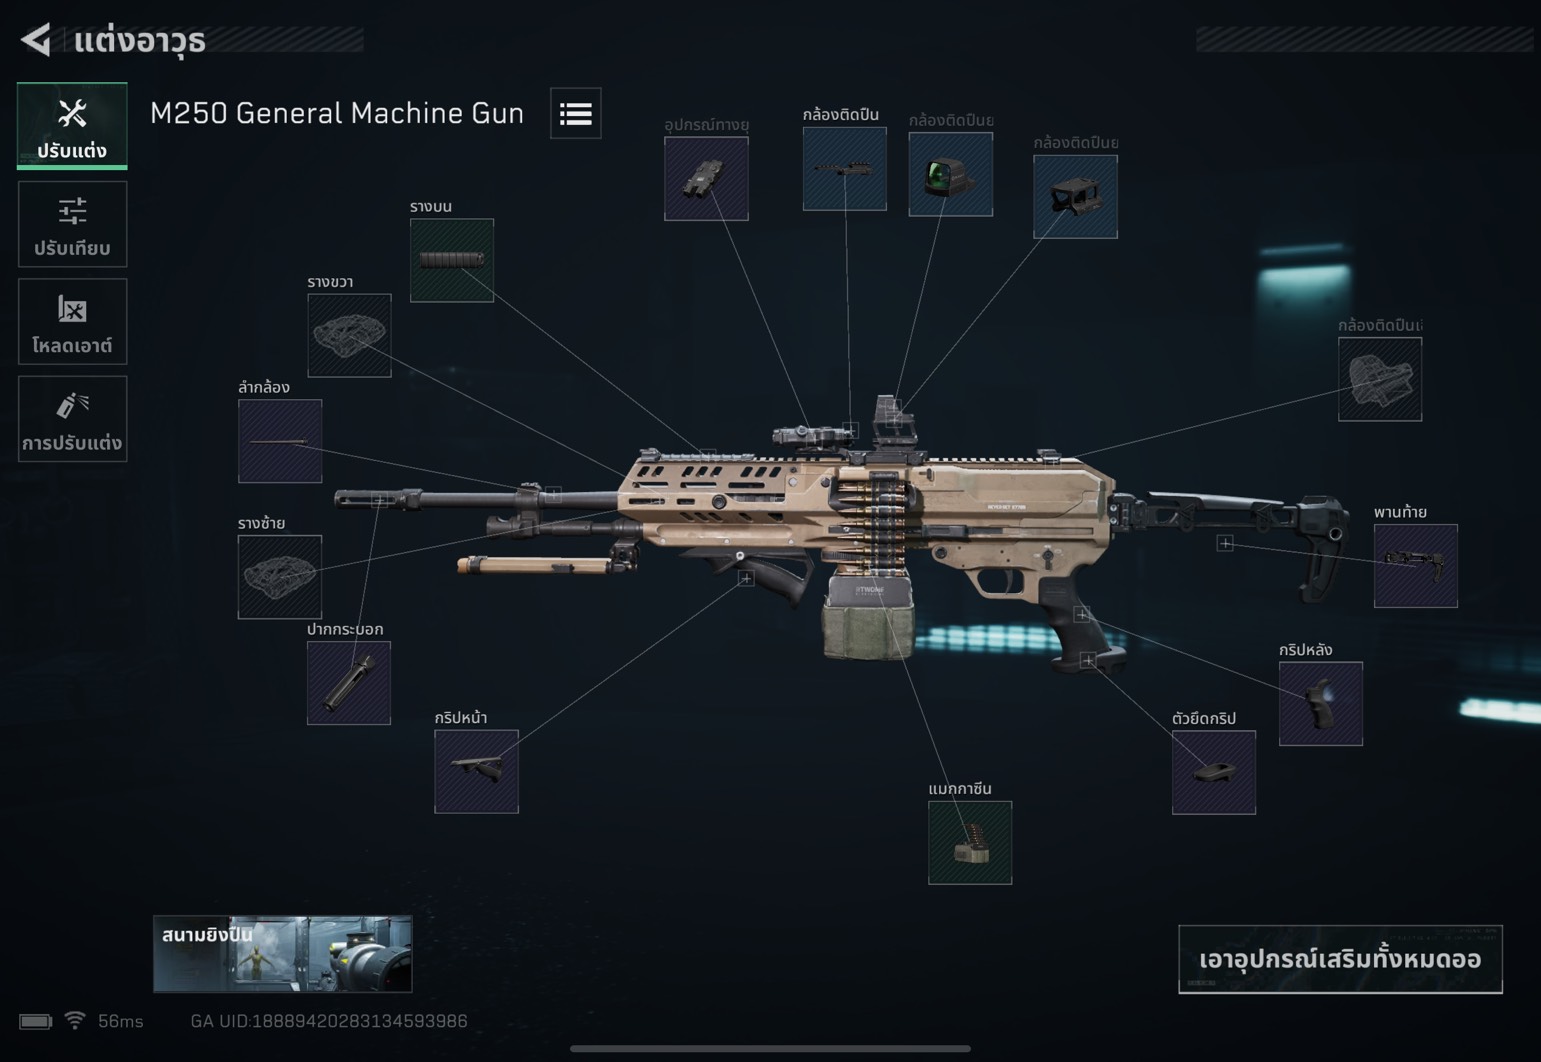 แต่งอาวุธ
ปรับแต่ง
M250 General Machine Gun
ปรับเทียบ
โหลดเอาต์
การปรับแต่ง
อุปกรณ์ทางยุ
กล้องติดปืน
กล้องติดปืนย
กล้องติดปืนย
รางบน
รางขวา
กล้องติดปืนเ
ลำกล้อง
พานท้าย
รางซ้าย
ปากกระบอก
กริปหลัง
กริปหน้า
ตัวยึดกริป
แมกกาซีน
สนามยิงปืน
เอาอุปกรณ์เสริมทั้งหมดออ
56ms
GA UID:18889420283134593986